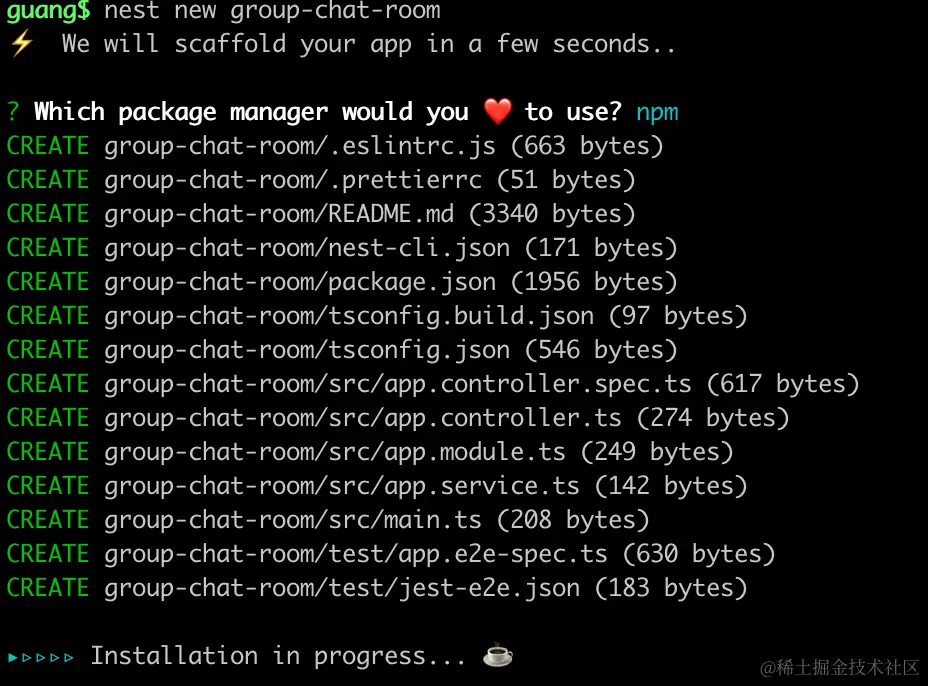 guang$ nest new group-chat-room
⚡ We will scaffold your app in a few seconds..
? Which package manager would you ❤️ to use? npm
CREATE group-chat-room/.eslintrc.js (663 bytes)
CREATE group-chat-room/.prettierrc (51 bytes)
CREATE group-chat-room/README.md (3340 bytes)
CREATE group-chat-room/nest-cli.json (171 bytes)
CREATE group-chat-room/package.json (1956 bytes)
CREATE group-chat-room/tsconfig.build.json (97 bytes)
CREATE group-chat-room/tsconfig.json (546 bytes)
CREATE group-chat-room/src/app.controller.spec.ts (617 bytes)
CREATE group-chat-room/src/app.controller.ts (274 bytes)
CREATE group-chat-room/src/app.module.ts (249 bytes)
CREATE group-chat-room/src/app.service.ts (142 bytes)
CREATE group-chat-room/src/main.ts (208 bytes)
CREATE group-chat-room/test/app.e2e-spec.ts (630 bytes)
CREATE group-chat-room/test/jest-e2e.json (183 bytes)
▸▹▹▹▹ Installation in progress... ☕
@稀土掘金技术社区